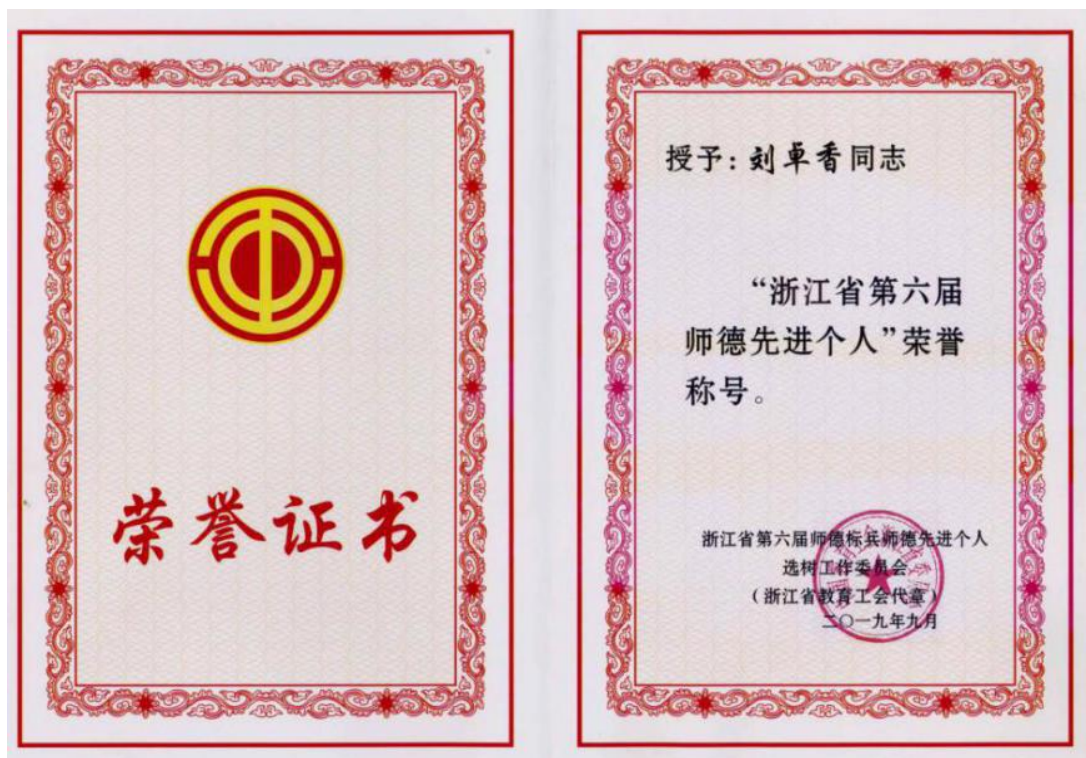 荣誉证书
授予：刘卓香同志
“浙江省第六届
师德先进个人”荣誉
称号。
浙江省第六届师德标兵师德先进个人
选树工作委员会
（浙江省教育工会代章）
二〇一九年九月